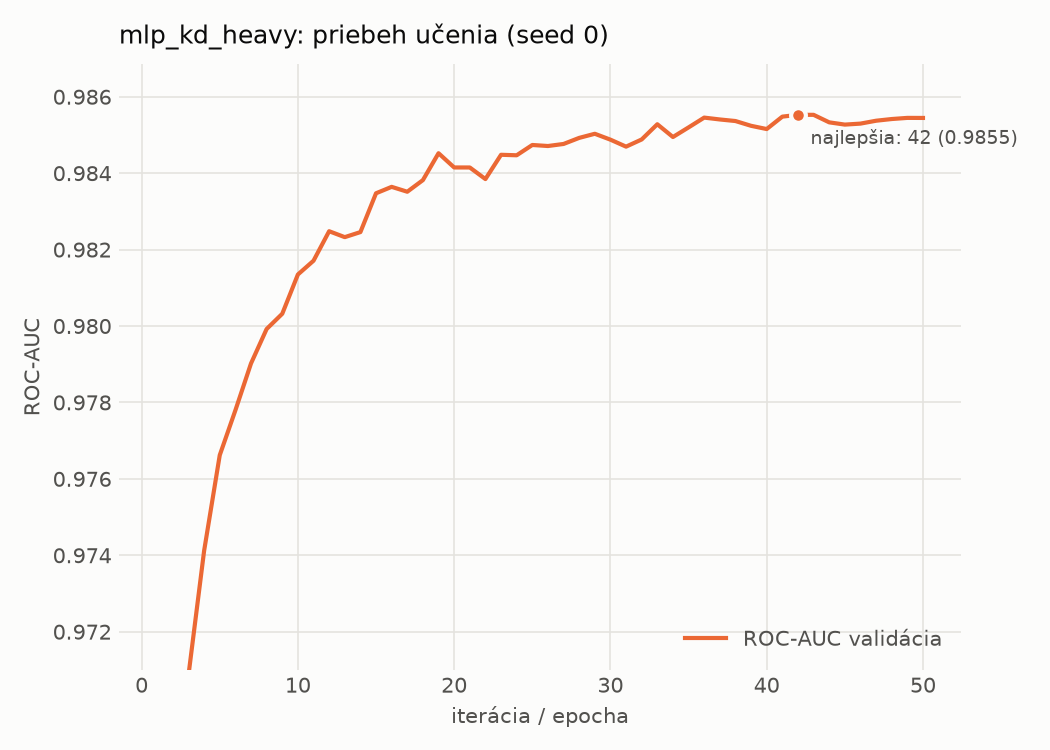 mlp_kd_heavy: priebeh učenia (seed 0)
0.986
0.984
0.982
0.980
0.978
0.976
0.974
0.972
ROC-AUC
najlepšia: 42 (0.9855)
ROC-AUC validácia
0 10 20 30 40 50
iterácia / epocha